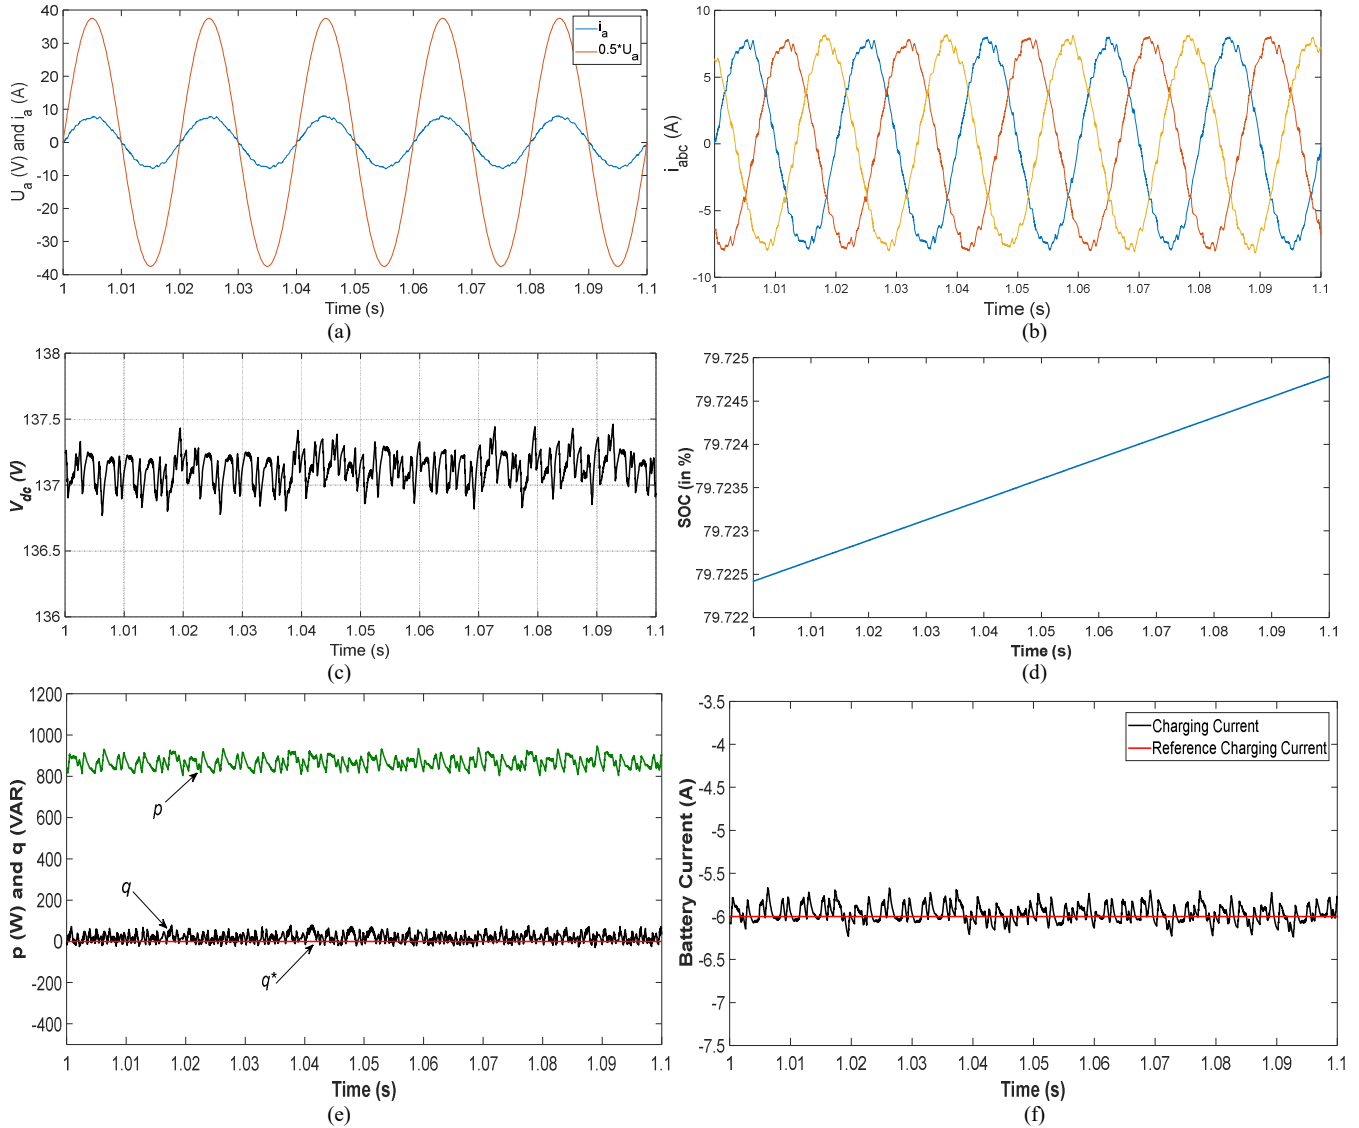 40
30
20
10
0
-10
-20
-30
-40
U_a (V) and i_a (A)
i_a
0.5*U_a
1 1.01 1.02 1.03 1.04 1.05 1.06 1.07 1.08 1.09 1.1
Time (s)
(a)
10
5
0
-5
-10
i_abc (A)
1 1.01 1.02 1.03 1.04 1.05 1.06 1.07 1.08 1.09 1.1
Time (s)
(b)
138
137.5
137
136.5
136
V_dc (V)
1 1.01 1.02 1.03 1.04 1.05 1.06 1.07 1.08 1.09 1.1
Time (s)
(c)
79.725
79.7245
79.724
79.7235
79.723
79.7225
79.722
SOC (in %)
1 1.01 1.02 1.03 1.04 1.05 1.06 1.07 1.08 1.09 1.1
Time (s)
(d)
1200
1000
800
600
400
200
0
-200
-400
p (W) and q (VAR)
p
q
q*
1 1.01 1.02 1.03 1.04 1.05 1.06 1.07 1.08 1.09 1.1
Time (s)
(e)
-3.5
-4
-4.5
-5
-5.5
-6
-6.5
-7
-7.5
Battery Current (A)
Charging Current
Reference Charging Current
1 1.01 1.02 1.03 1.04 1.05 1.06 1.07 1.08 1.09 1.1
Time (s)
(f)